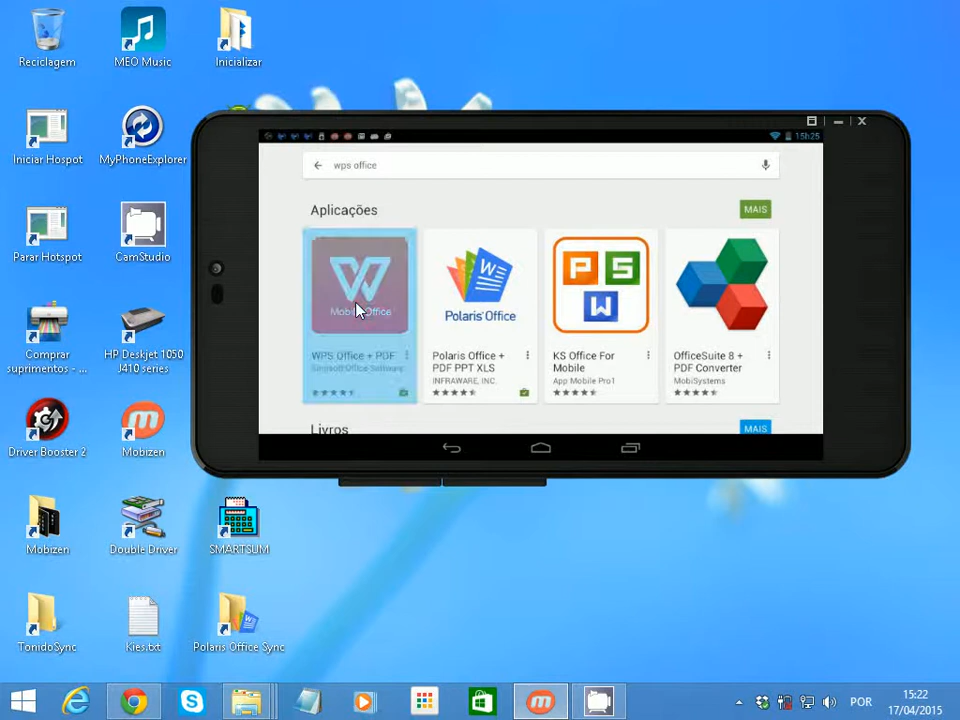 Reciclagem
MEO Music
Inicializar
Iniciar Hospot
MyPhoneExplorer
Parar Hotspot
CamStudio
Comprar
suprimentos - ...
HP Deskjet 1050
J410 series
Driver Booster 2
Mobizen
Mobizen
Double Driver
SMARTSUM
TonidoSync
Kies.txt
Polaris Office Sync
15h25
wps office
Aplicações
MAIS
WPS Office + PDF
Kingsoft Office Software
Polaris Office
Polaris Office +
PDF PPT XLS
INFRAWARE, INC.
P S
W
KS Office For
Mobile
App Mobile Pro1
OfficeSuite 8 +
PDF Converter
MobiSystems
Livros
MAIS
POR
15:22
17/04/2015